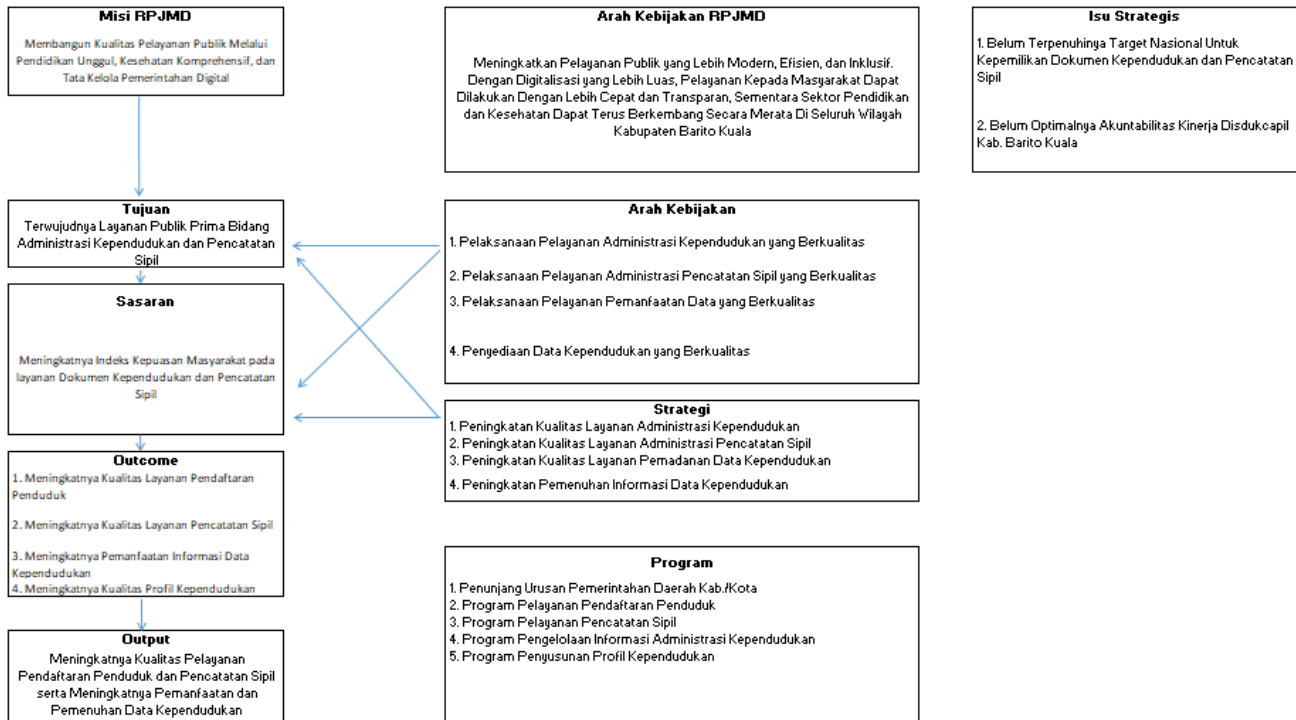 Misi RPJMD
Membangun Kualitas Pelayanan Publik Melalui
Pendidikan Unggul, Kesehatan Komprehensif, dan
Tata Kelola Pemerintahan Digital
Arah Kebijakan RPJMD
Meningkatkan Pelayanan Publik yang Lebih Modern, Efisien, dan Inklusif.
Dengan Digitalisasi yang Lebih Luas, Pelayanan Kepada Masyarakat Dapat
Dilakukan Dengan Lebih Cepat dan Transparan, Sementara Sektor Pendidikan
dan Kesehatan Dapat Terus Berkembang Secara Merata Di Seluruh Wilayah
Kabupaten Barito Kuala
Isu Strategis
1. Belum Terpenuhinya Target Nasional Untuk
Kepemilikan Dokumen Kependudukan dan Pencatatan
Sipil
2. Belum Optimalnya Akuntabilitas Kinerja Disdukcapil
Kab. Barito Kuala
Tujuan
Terwujudnya Layanan Publik Prima Bidang
Administrasi Kependudukan dan Pencatatan
Sipil
Sasaran
Meningkatnya Indeks Kepuasan Masyarakat pada
layanan Dokumen Kependudukan dan Pencatatan
Sipil
Outcome
1. Meningkatnya Kualitas Layanan Pendaftaran
Penduduk
2. Meningkatnya Kualitas Layanan Pencatatan Sipil
3. Meningkatnya Pemanfaatan Informasi Data
Kependudukan
4. Meningkatnya Kualitas Profil Kependudukan
Output
Meningkatnya Kualitas Pelayanan
Pendaftaran Penduduk dan Pencatatan Sipil
serta Meningkatnya Pemanfaatan dan
Pemenuhan Data Kependudukan
Arah Kebijakan
1. Pelaksanaan Pelayanan Administrasi Kependudukan yang Berkualitas
2. Pelaksanaan Pelayanan Administrasi Pencatatan Sipil yang Berkualitas
3. Pelaksanaan Pelayanan Pemanfaatan Data yang Berkualitas
4. Penyediaan Data Kependudukan yang Berkualitas
Strategi
1. Peningkatan Kualitas Layanan Administrasi Kependudukan
2. Peningkatan Kualitas Layanan Administrasi Pencatatan Sipil
3. Peningkatan Kualitas Layanan Pemadanan Data Kependudukan
4. Peningkatan Pemenuhan Informasi Data Kependudukan
Program
1. Penunjang Urusan Pemerintahan Daerah Kab./Kota
2. Program Pelayanan Pendaftaran Penduduk
3. Program Pelayanan Pencatatan Sipil
4. Program Pengelolaan Informasi Administrasi Kependudukan
5. Program Penyusunan Profil Kependudukan